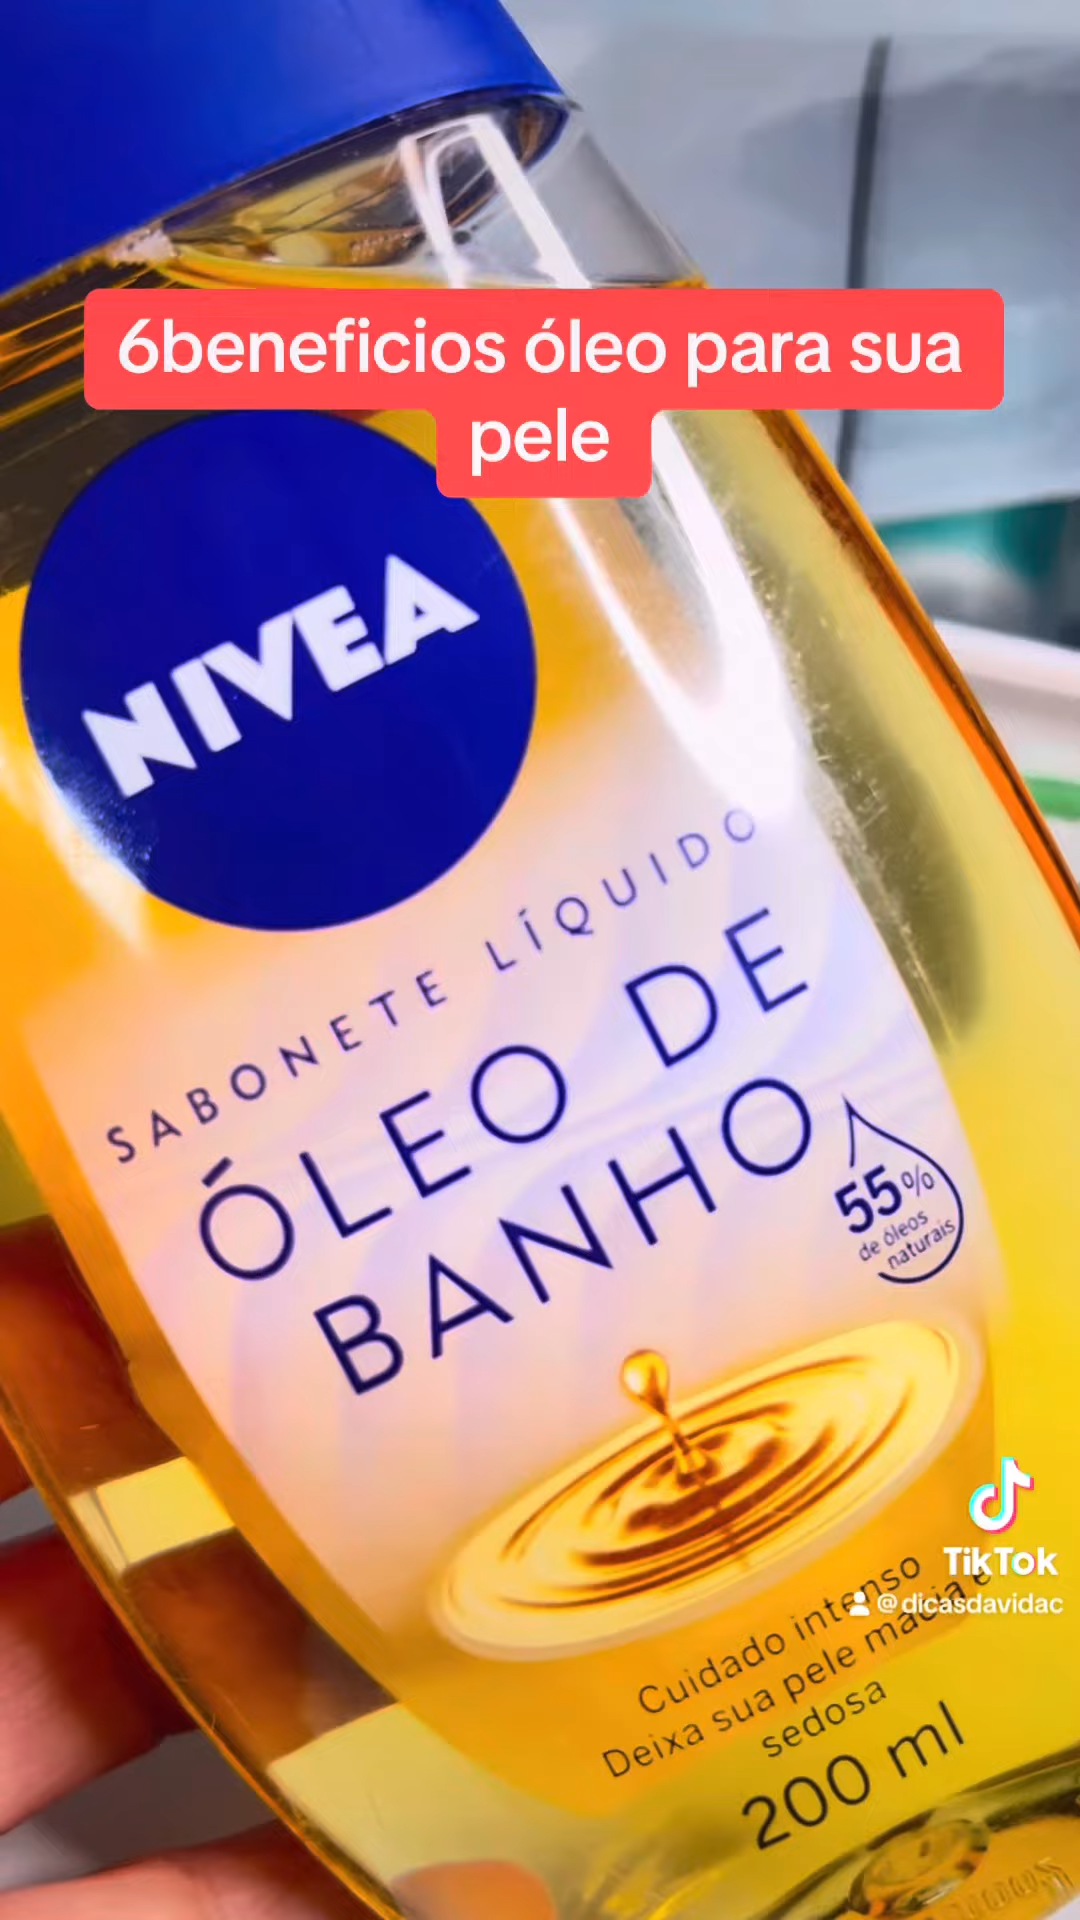 6beneficios óleo para sua
pele
NIVEA
SABONETE LÍQUIDO
ÓLEO DE
BANHO
55%
de óleos
naturais
TikTok
@dicasdavidac
Cuidado intenso
Deixa sua pele macia e
sedosa
200 ml